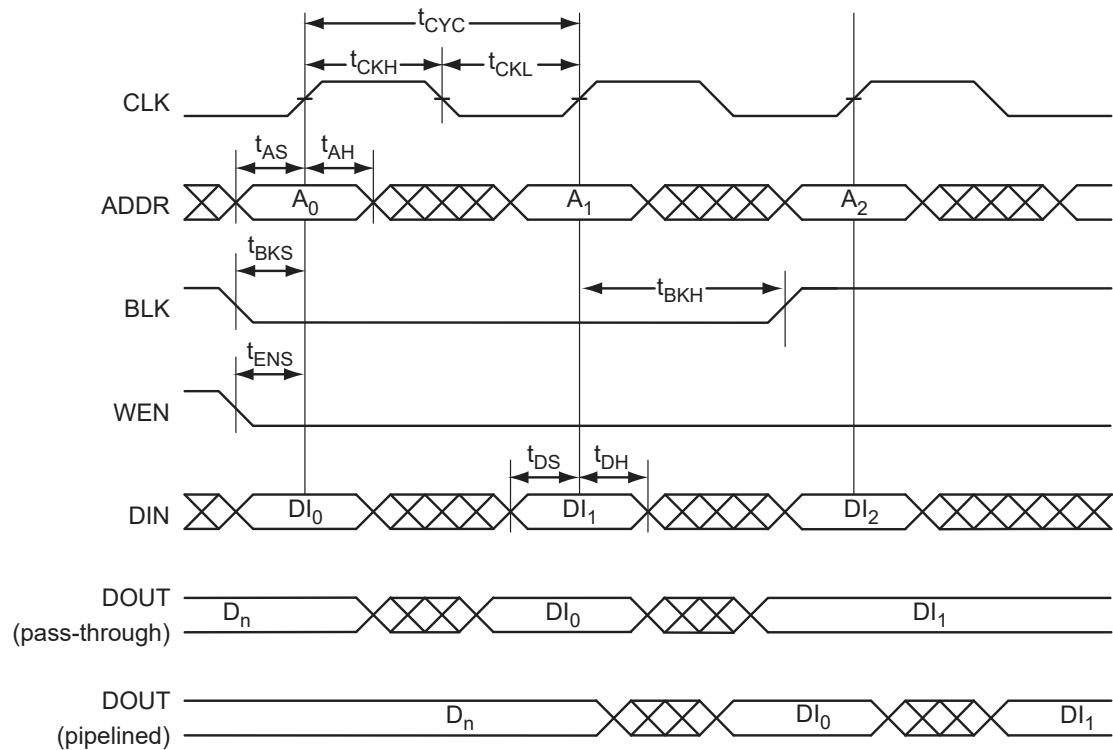 tCYC
tCKH tCKL
CLK
tAS tAH
ADDR A0 A1 A2
tBKS
tBKH
BLK
tENS
WEN
tDS tDH
DIN DI0 DI1 DI2
DOUT
(pass-through) Dn DI0 DI1
DOUT
(pipelined) Dn DI0 DI1